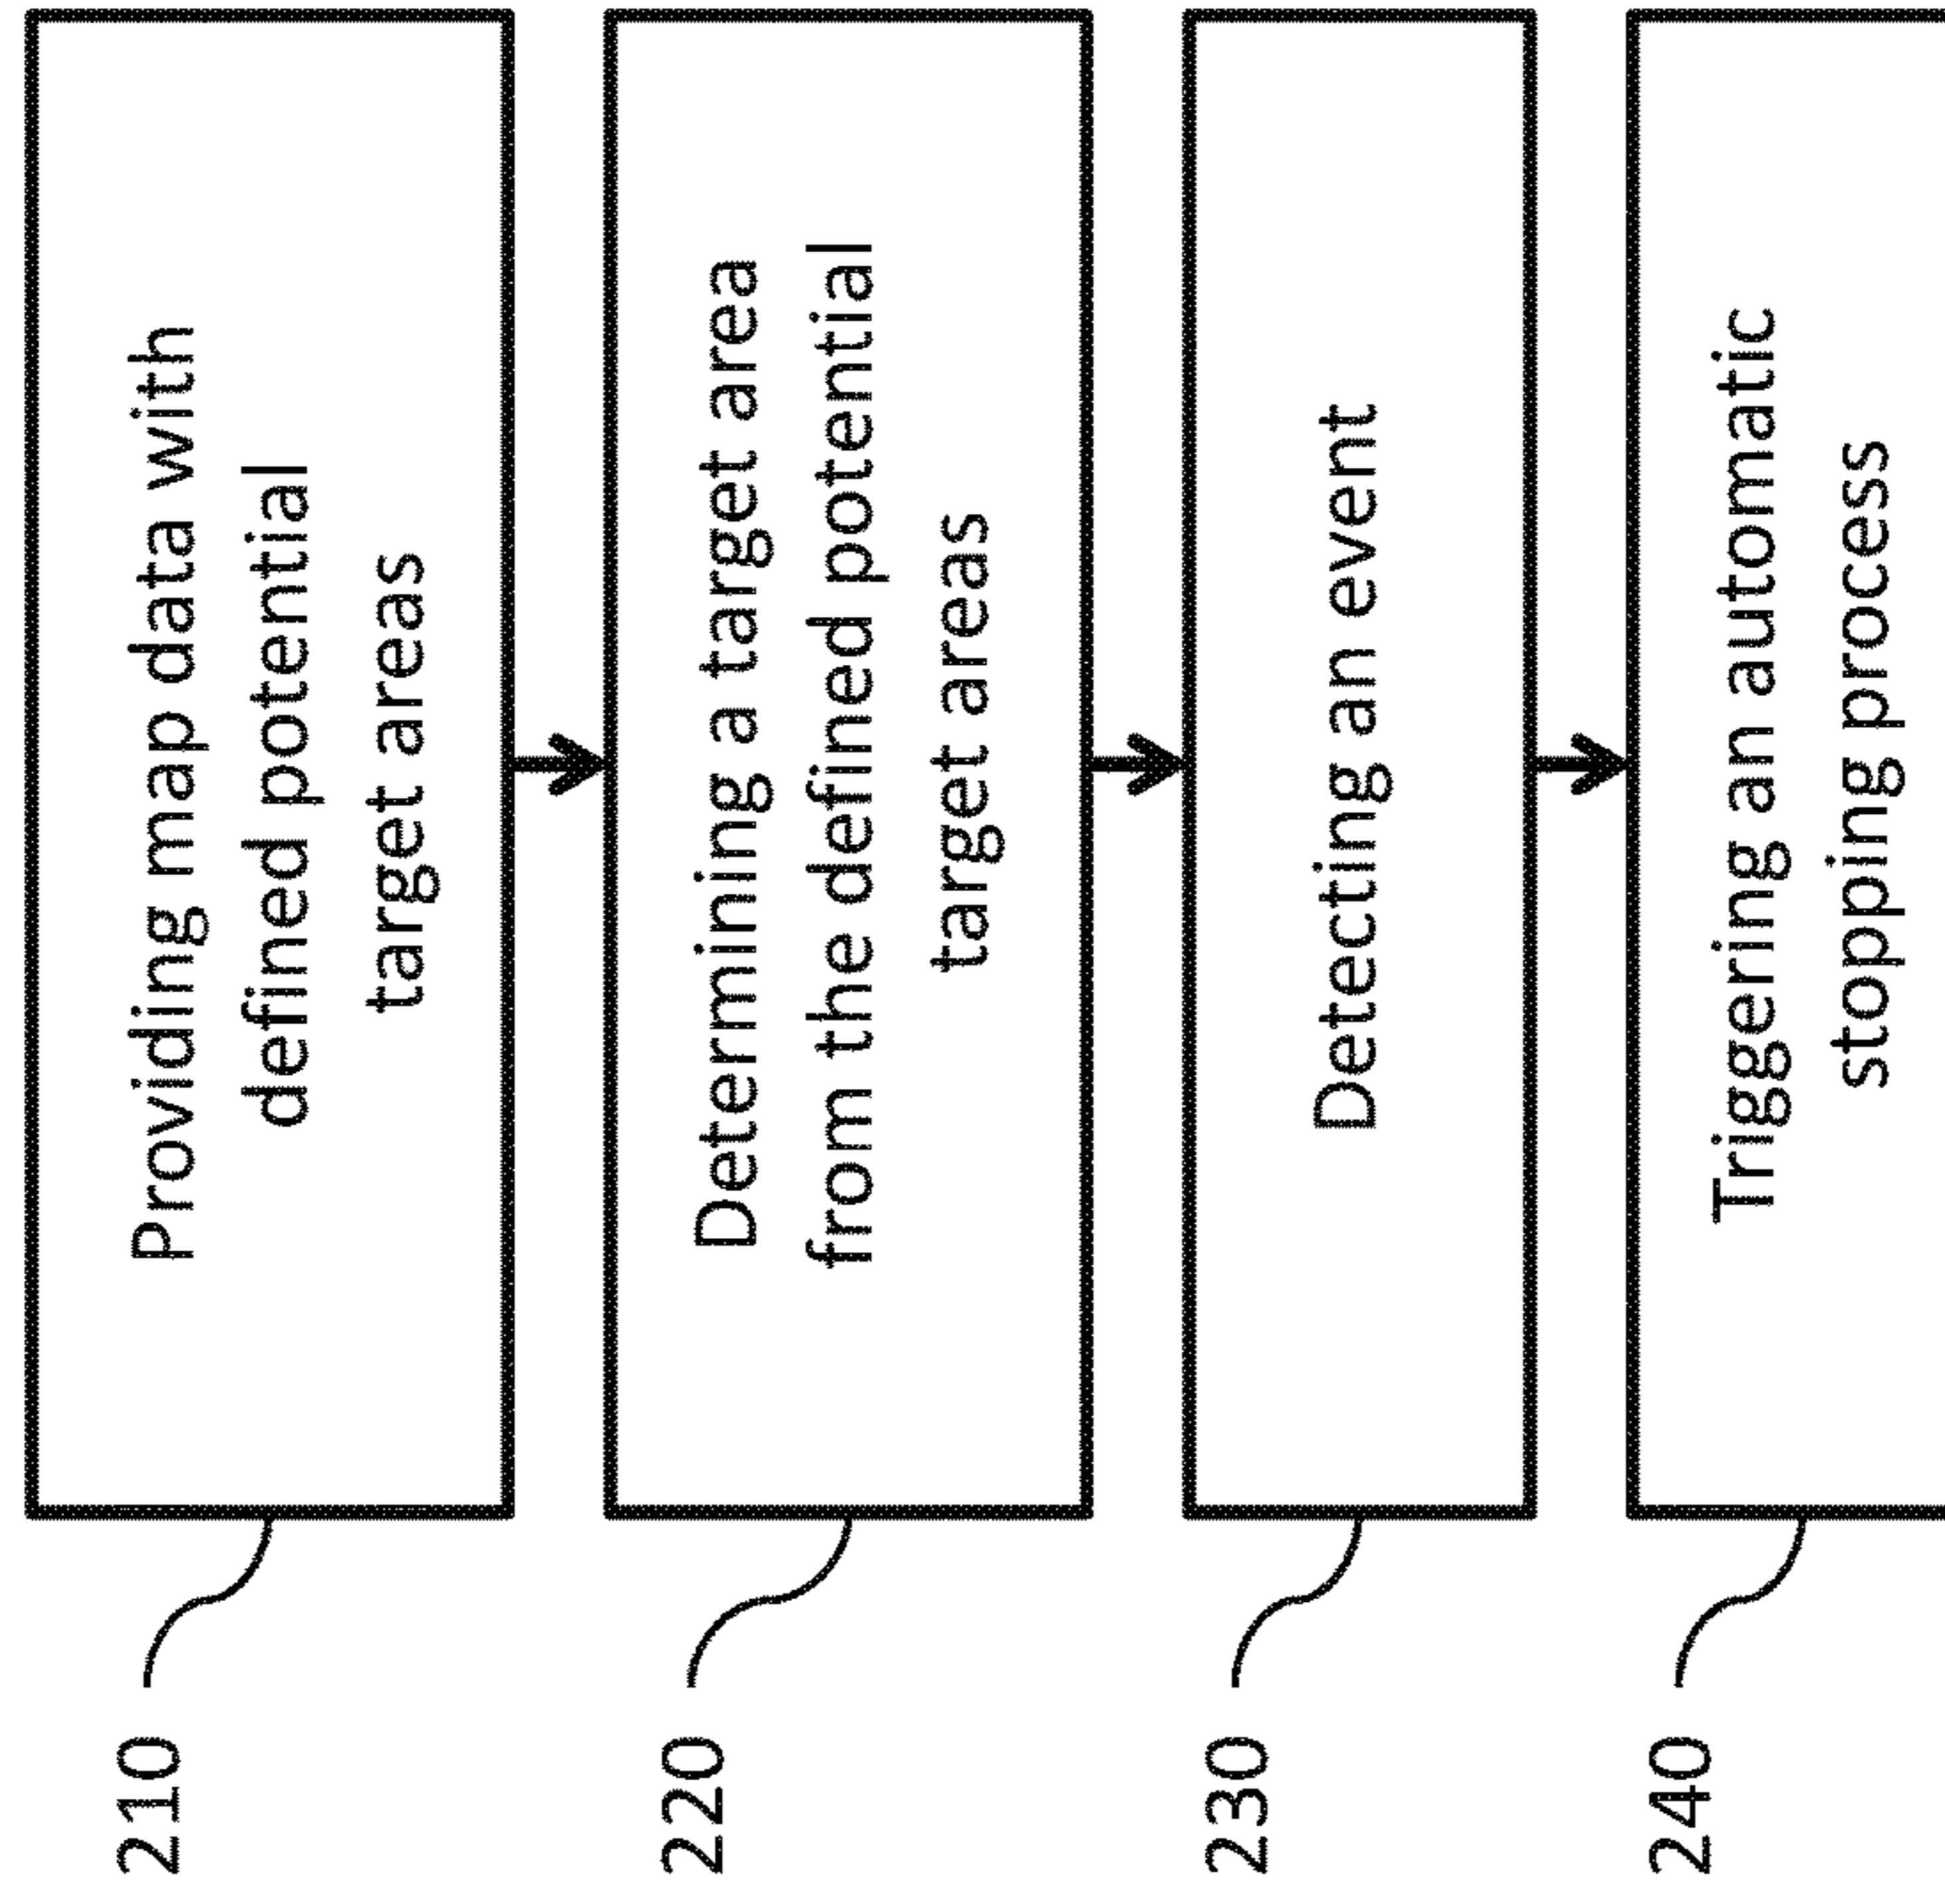 210
Providing map data with
defined potential
target areas
220
Determining a target area
from the defined potential
target areas
230
Detecting an event
240
Triggering an automatic
stopping process